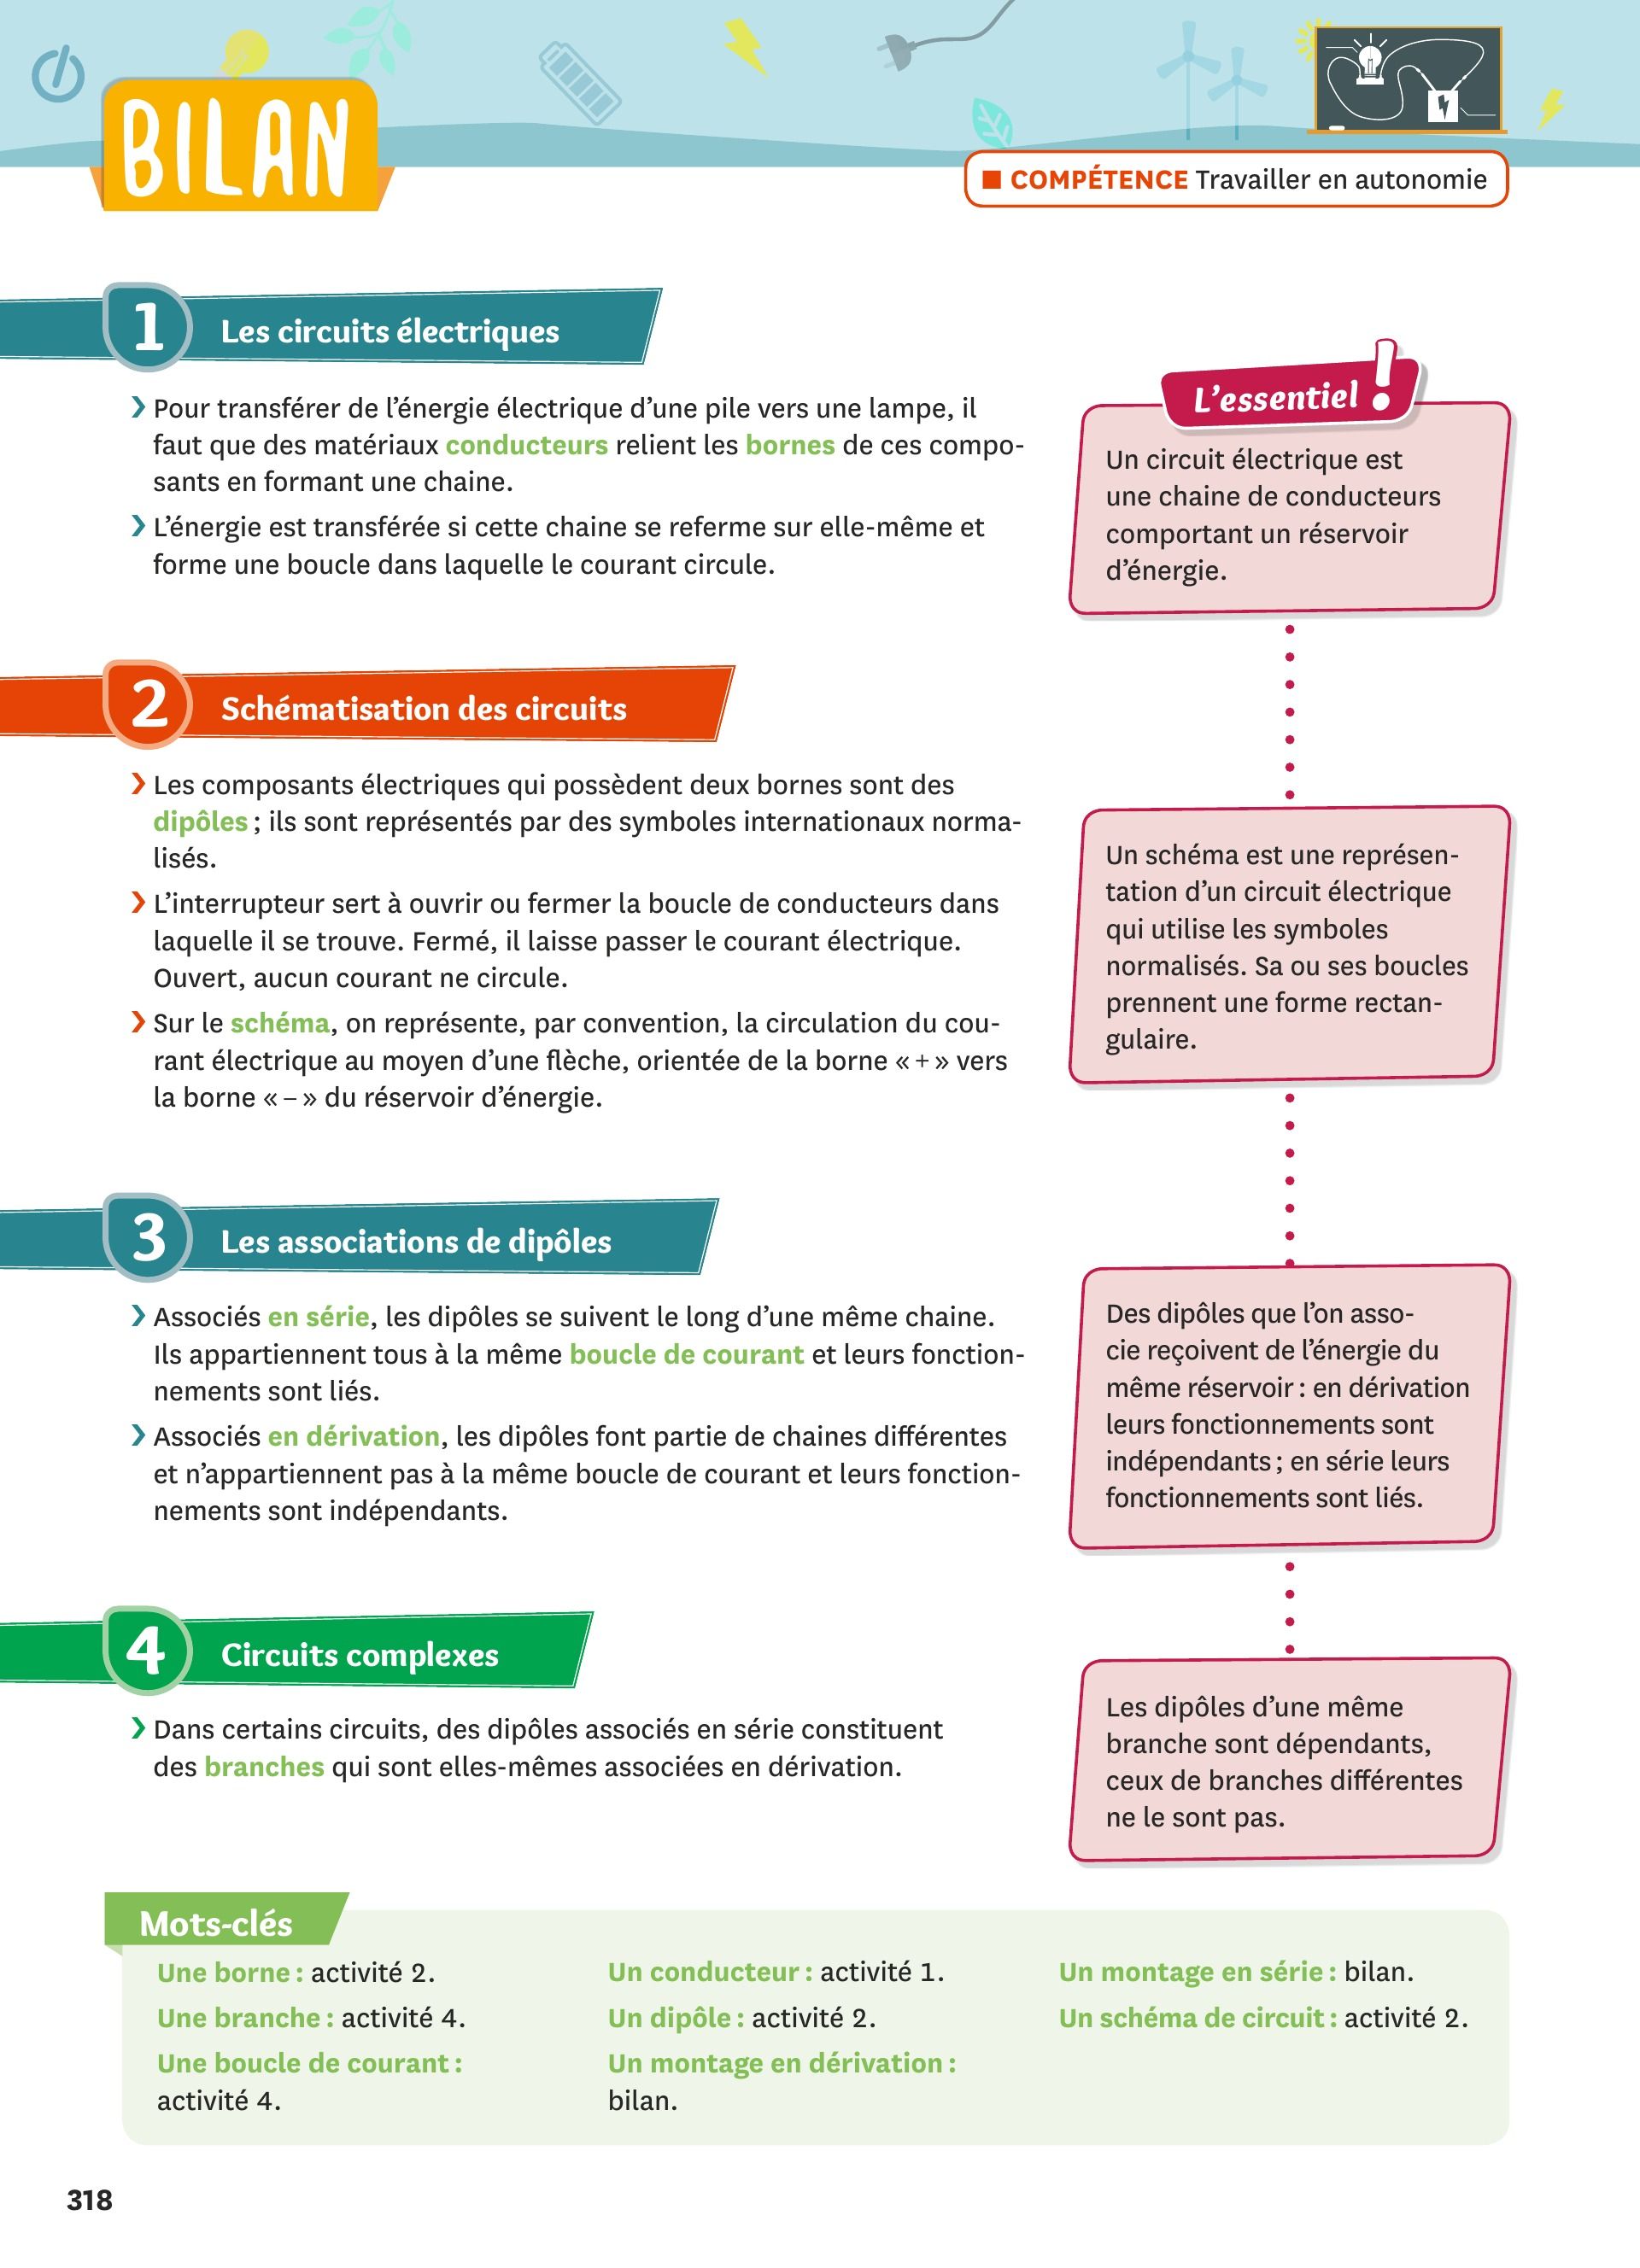 BILAN
■ COMPÉTENCE Travailler en autonomie
1 Les circuits électriques
› Pour transférer de l’énergie électrique d’une pile vers une lampe, il
faut que des matériaux conducteurs relient les bornes de ces compo-
sants en formant une chaine.
› L’énergie est transférée si cette chaine se referme sur elle-même et
forme une boucle dans laquelle le courant circule.
L’essentiel !
Un circuit électrique est
une chaine de conducteurs
comportant un réservoir
d’énergie.
2 Schématisation des circuits
› Les composants électriques qui possèdent deux bornes sont des
dipôles ; ils sont représentés par des symboles internationaux norma-
lisés.
› L’interrupteur sert à ouvrir ou fermer la boucle de conducteurs dans
laquelle il se trouve. Fermé, il laisse passer le courant électrique.
Ouvert, aucun courant ne circule.
› Sur le schéma, on représente, par convention, la circulation du cou-
rant électrique au moyen d’une flèche, orientée de la borne « + » vers
la borne « – » du réservoir d’énergie.
Un schéma est une représen-
tation d’un circuit électrique
qui utilise les symboles
normalisés. Sa ou ses boucles
prennent une forme rectan-
gulaire.
3 Les associations de dipôles
› Associés en série, les dipôles se suivent le long d’une même chaine.
Ils appartiennent tous à la même boucle de courant et leurs fonction-
nements sont liés.
› Associés en dérivation, les dipôles font partie de chaines différentes
et n’appartiennent pas à la même boucle de courant et leurs fonction-
nements sont indépendants.
Des dipôles que l’on asso-
cie reçoivent de l’énergie du
même réservoir : en dérivation
leurs fonctionnements sont
indépendants ; en série leurs
fonctionnements sont liés.
4 Circuits complexes
› Dans certains circuits, des dipôles associés en série constituent
des branches qui sont elles-mêmes associées en dérivation.
Les dipôles d’une même
branche sont dépendants,
ceux de branches différentes
ne le sont pas.
Mots-clés
Une borne : activité 2.
Une branche : activité 4.
Une boucle de courant :
activité 4.
Un conducteur : activité 1.
Un dipôle : activité 2.
Un montage en dérivation :
bilan.
Un montage en série : bilan.
Un schéma de circuit : activité 2.
318